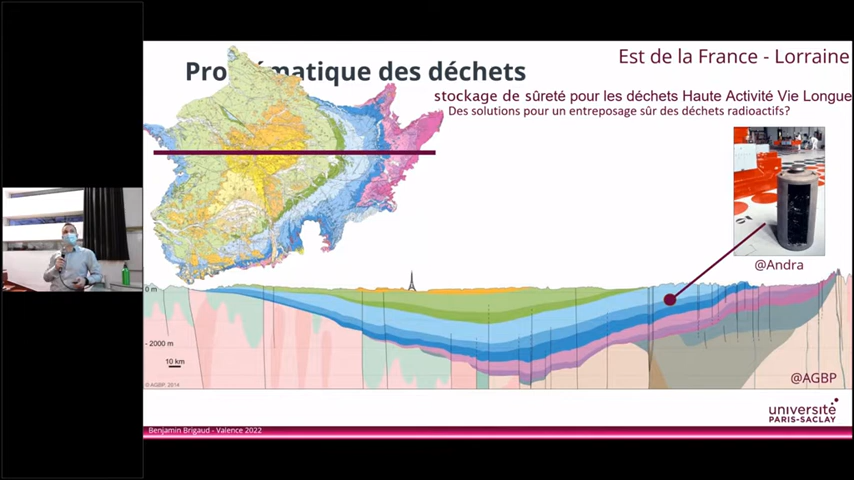 Est de la France - Lorraine
Pro matique des déchets
stockage de sûreté pour les déchets Haute Activité Vie Longue
Des solutions pour un entreposage sûr des déchets radioactifs?
@Andra
0 m
- 2000 m
10 km
© AGBP, 2014
@AGBP
université
PARIS-SACLAY
Benjamin Brigaud - Valence 2022